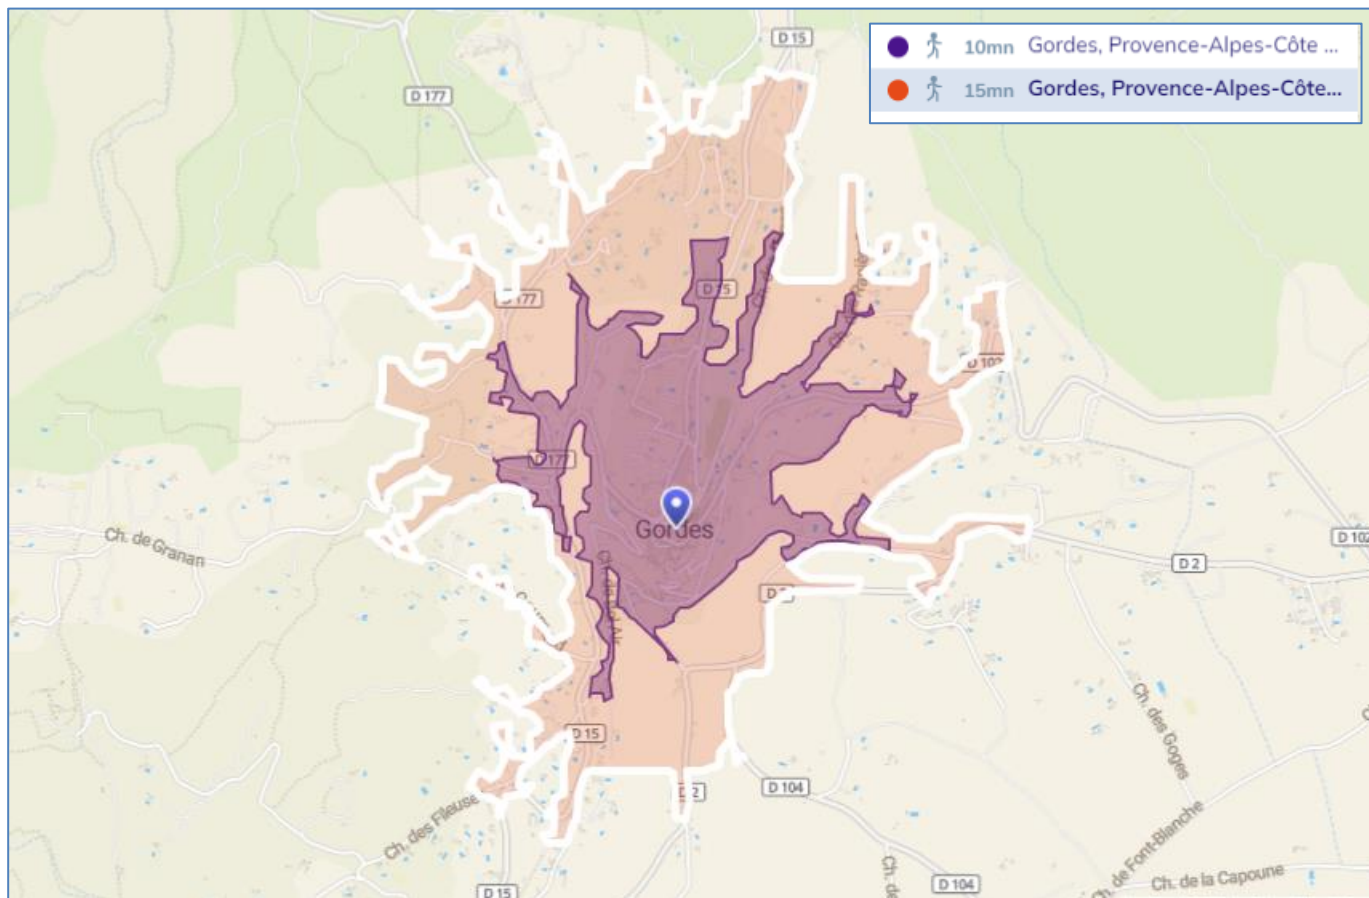 10mn Gordes, Provence-Alpes-Côte ...
15mn Gordes, Provence-Alpes-Côte...
D 15
D 177
D 177
D 15
D 102
D 177
Gordes
Ch. de Granan
D 102
D 2
D 15
Ch. des Goges
D 104
D 2
Ch. des Fileuse
Ch. de Font-Blanche
Ch. de la Capoune
D 15
D 104
Ch. de